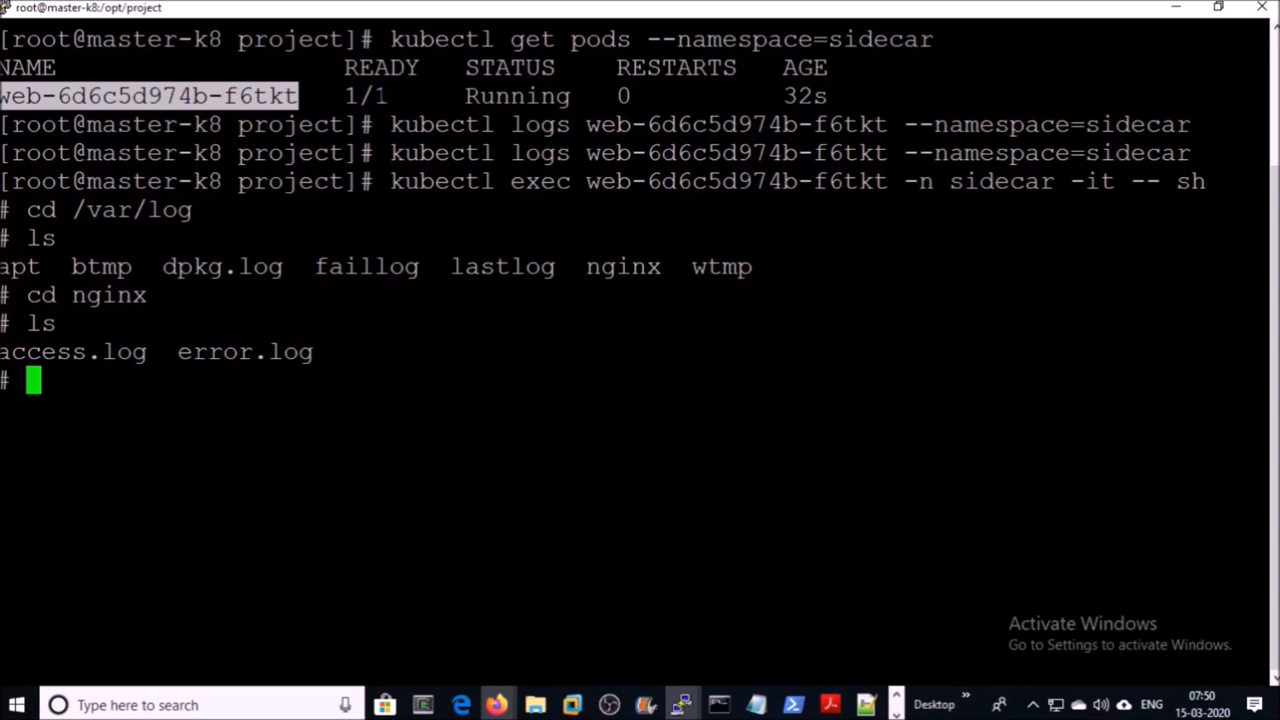 root@master-k8:/opt/project
[root@master-k8 project]# kubectl get pods --namespace=sidecar
NAME READY STATUS RESTARTS AGE
web-6d6c5d974b-f6tkt 1/1 Running 0 32s
[root@master-k8 project]# kubectl logs web-6d6c5d974b-f6tkt --namespace=sidecar
[root@master-k8 project]# kubectl logs web-6d6c5d974b-f6tkt --namespace=sidecar
[root@master-k8 project]# kubectl exec web-6d6c5d974b-f6tkt -n sidecar -it -- sh
# cd /var/log
# ls
apt btmp dpkg.log faillog lastlog nginx wtmp
# cd nginx
# ls
access.log error.log
#
Activate Windows
Go to Settings to activate Windows.
Type here to search
Desktop
ENG
07:50
15-03-2020